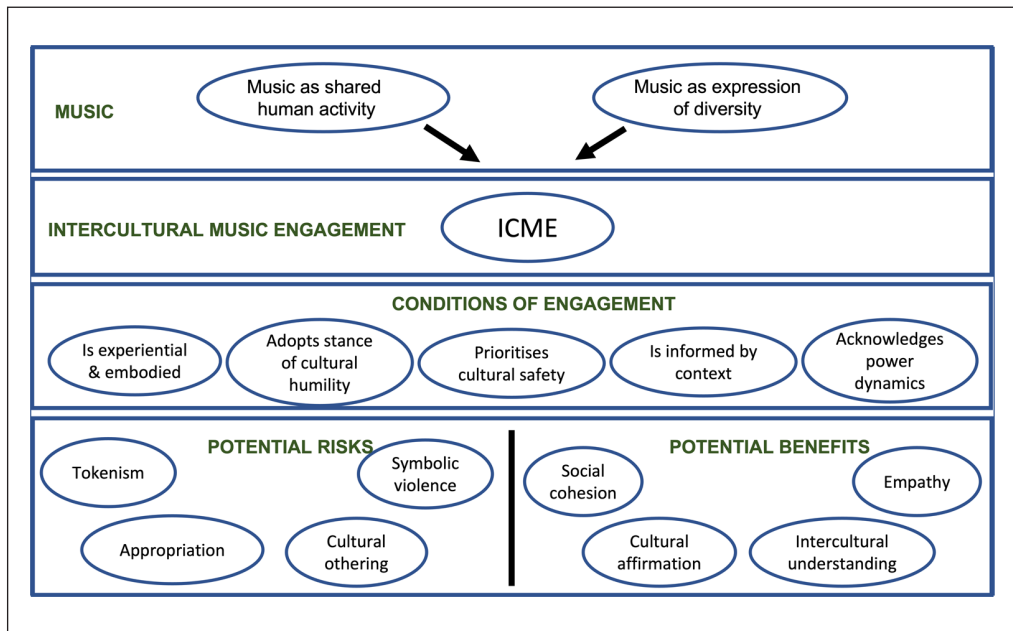 MUSIC
Music as shared
human activity
Music as expression
of diversity
INTERCULTURAL MUSIC ENGAGEMENT
ICME
CONDITIONS OF ENGAGEMENT
Is experiential
& embodied
Adopts stance
of cultural
humility
Prioritises
cultural safety
Is informed by
context
Acknowledges
power
dynamics
POTENTIAL RISKS
Tokenism
Symbolic
violence
Appropriation
Cultural
othering
POTENTIAL BENEFITS
Social
cohesion
Empathy
Cultural
affirmation
Intercultural
understanding